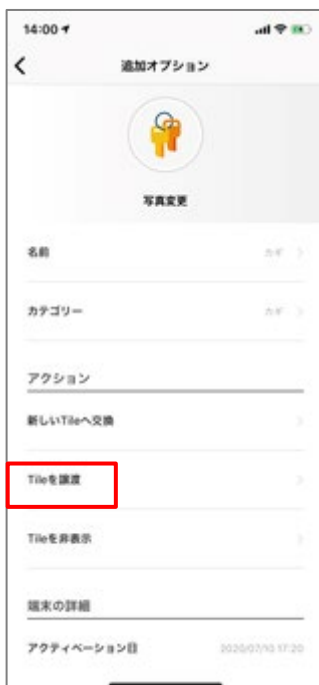 14:00
追加オプション
写真変更
名前 カギ
カテゴリー カギ
アクション
新しいTileへ交換
Tileを譲渡
Tileを非表示
端末の詳細
アクティベーション日 2020/07/10 17:20